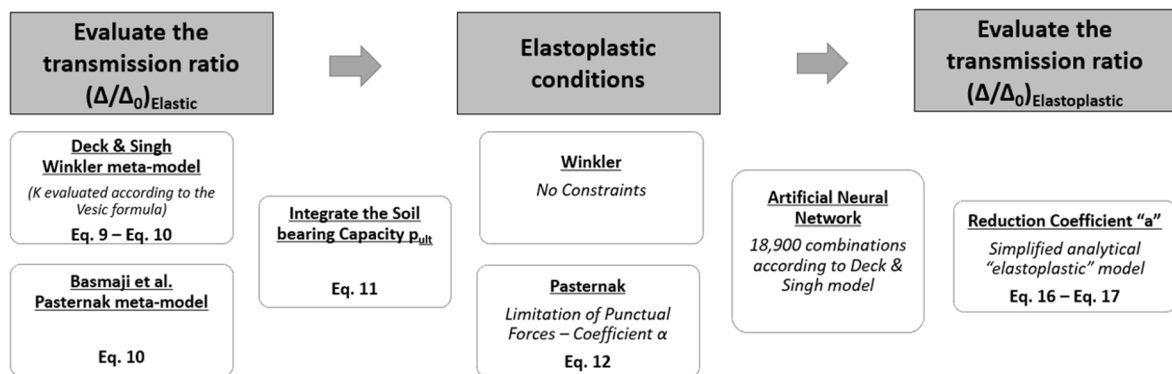 Evaluate the
transmission ratio
(Δ/Δ0)Elastic
Elastoplastic
conditions
Evaluate the
transmission ratio
(Δ/Δ0)Elastoplastic
Deck & Singh
Winkler meta-model
(K evaluated according to the
Vesic formula)
Eq. 9 – Eq. 10
Basmaji et al.
Pasternak meta-model
Eq. 10
Integrate the Soil
bearing Capacity pult
Eq. 11
Winkler
No Constraints
Pasternak
Limitation of Punctual
Forces – Coefficient α
Eq. 12
Artificial Neural
Network
18,900 combinations
according to Deck &
Singh model
Reduction Coefficient “a”
Simplified analytical
“elastoplastic” model
Eq. 16 – Eq. 17